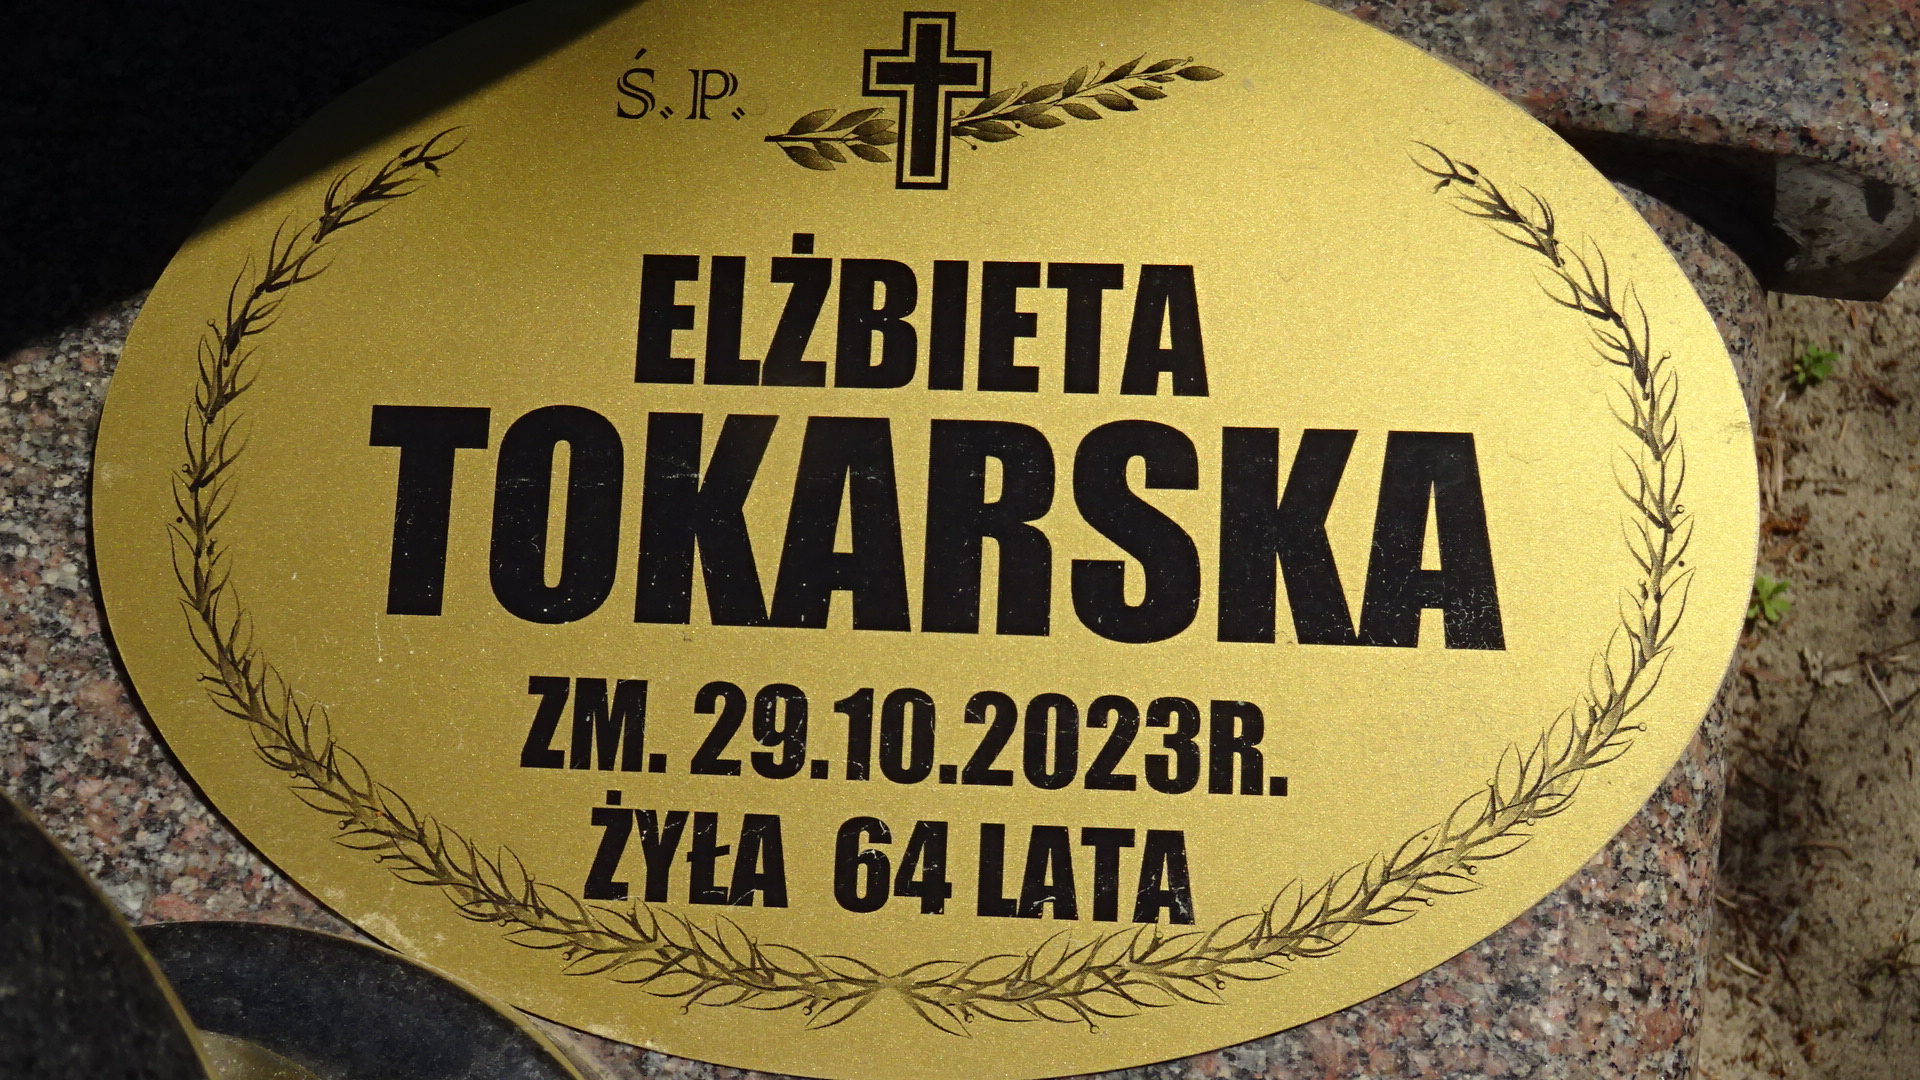 Ś.P.
ELŻBIETA
TOKARSKA
ZM. 29.10.2023R.
ŻYŁA 64 LATA